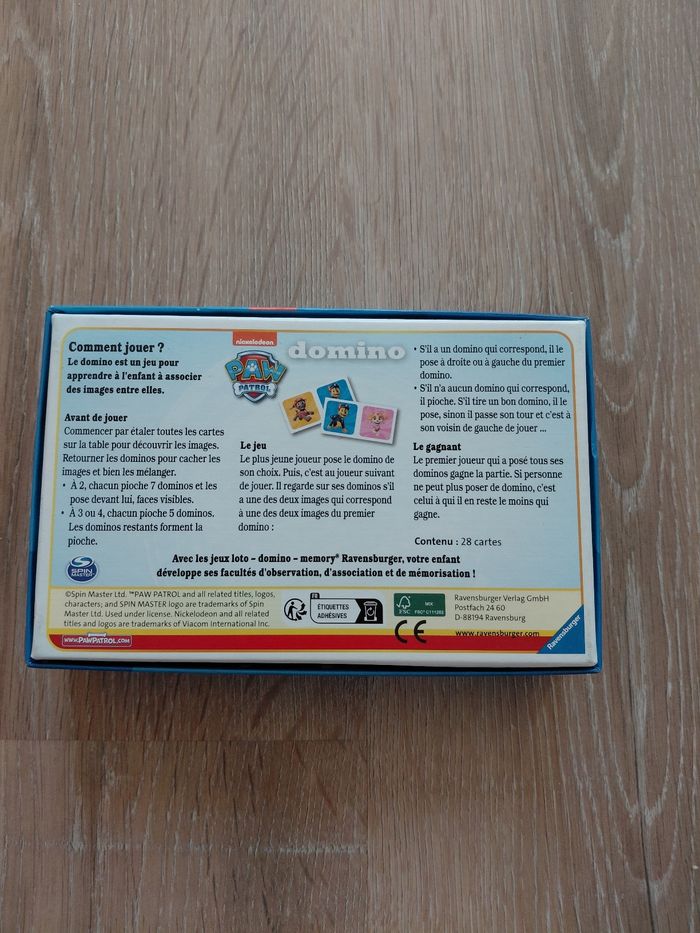 nickelodeon
PAW
PATROL
domino
Comment jouer ?
Le domino est un jeu pour
apprendre à l'enfant à associer
des images entre elles.
Avant de jouer
Commencer par étaler toutes les cartes
sur la table pour découvrir les images.
Retourner les dominos pour cacher les
images et bien les mélanger.
• À 2, chacun pioche 7 dominos et les
pose devant lui, faces visibles.
• À 3 ou 4, chacun pioche 5 dominos.
Les dominos restants forment la
pioche.
Le jeu
Le plus jeune joueur pose le domino de
son choix. Puis, c'est au joueur suivant
de jouer. Il regarde sur ses dominos s'il
a une des deux images qui correspond
à une des deux images du premier
domino :
• S'il a un domino qui correspond, il le
pose à droite ou à gauche du premier
domino.
• S'il n'a aucun domino qui correspond,
il pioche. S'il tire un bon domino, il le
pose, sinon il passe son tour et c'est à
son voisin de gauche de jouer ...
Le gagnant
Le premier joueur qui a posé tous ses
dominos gagne la partie. Si personne
ne peut plus poser de domino, c'est
celui à qui il en reste le moins qui
gagne.
Contenu : 28 cartes
Avec les jeux loto – domino – memory® Ravensburger, votre enfant
développe ses facultés d'observation, d'association et de mémorisation !
SPIN
MASTER
©Spin Master Ltd. ™PAW PATROL and all related titles, logos,
characters; and SPIN MASTER logo are trademarks of Spin
Master Ltd. Used under license. Nickelodeon and all related
titles and logos are trademarks of Viacom International Inc.
WWW.PAWPATROL.COM
FR
ÉTIQUETTES
ADHÉSIVES
FSC
MIX
CE
Ravensburger Verlag GmbH
Postfach 24 60
D-88194 Ravensburg
www.ravensburger.com
Ravensburger